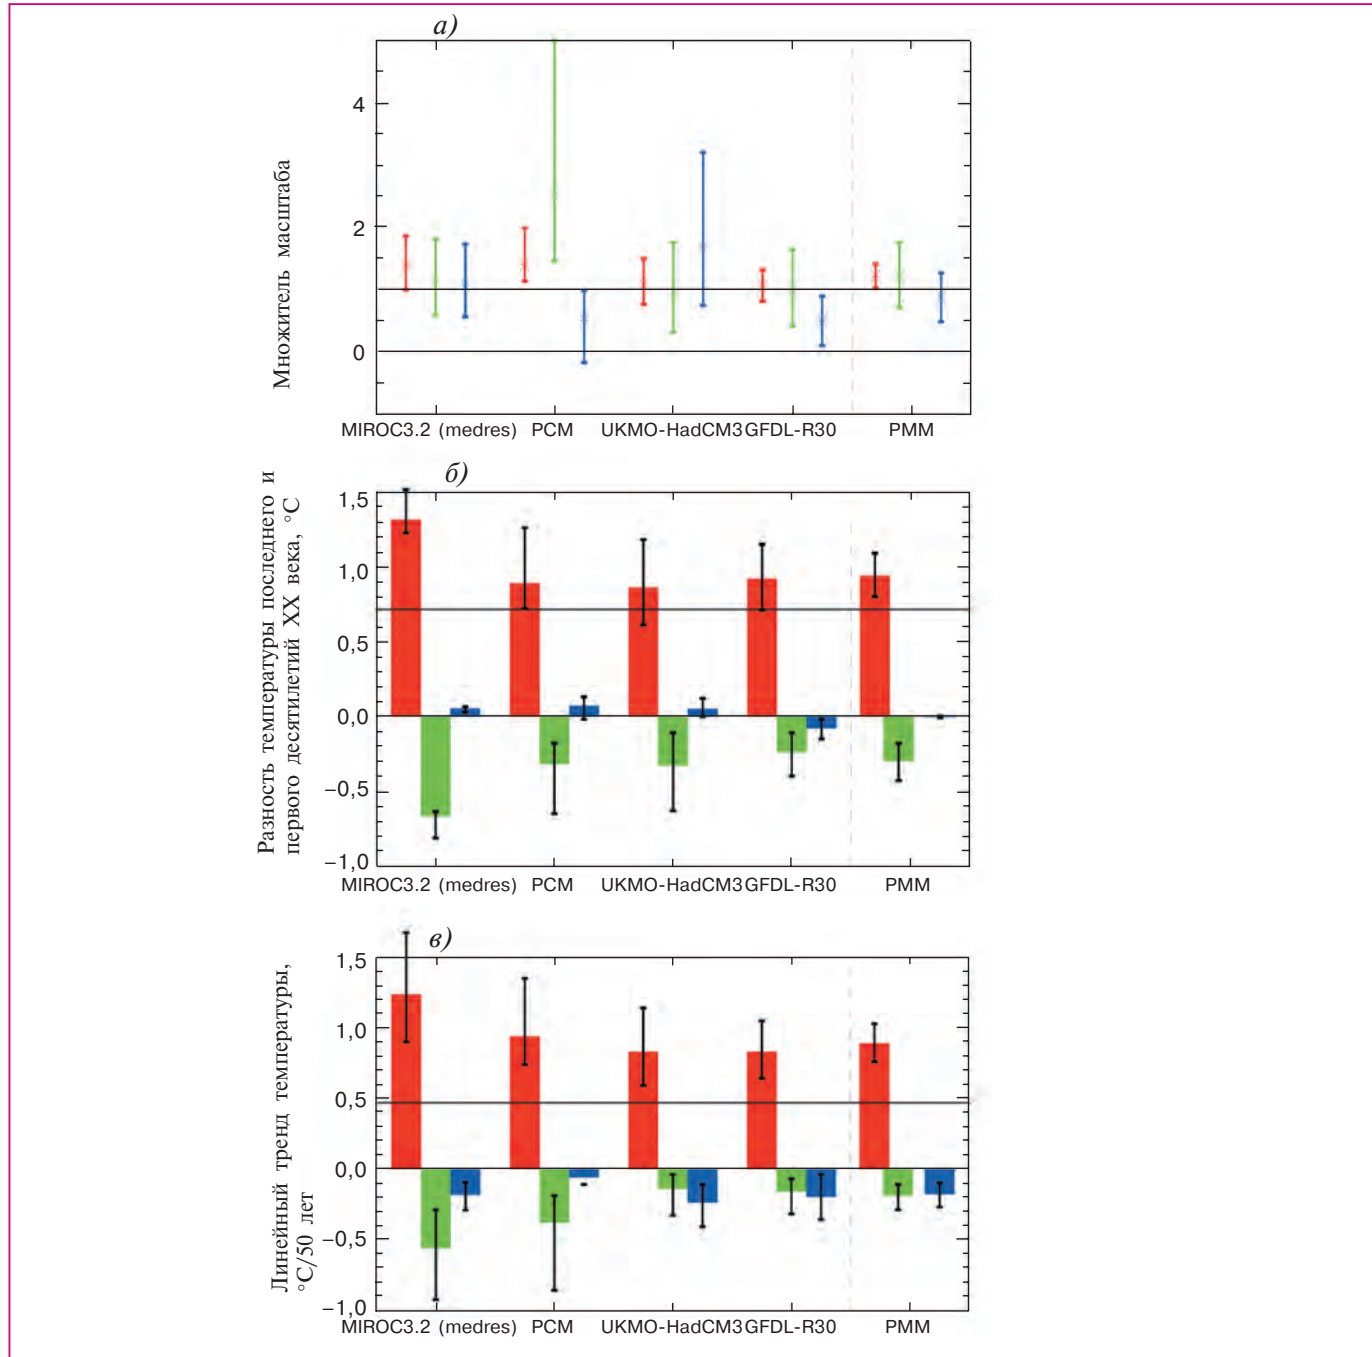 а)
Множитель масштаба
4
2
0
MIROC3.2 (medres) PCM UKMO-HadCM3 GFDL-R30 PMM
б)
Разность температуры последнего и
первого десятилетий XX века, °C
1,5
1,0
0,5
0,0
−0,5
−1,0
MIROC3.2 (medres) PCM UKMO-HadCM3 GFDL-R30 PMM
в)
Линейный тренд температуры,
°C/50 лет
1,5
1,0
0,5
0,0
−0,5
−1,0
MIROC3.2 (medres) PCM UKMO-HadCM3 GFDL-R30 PMM